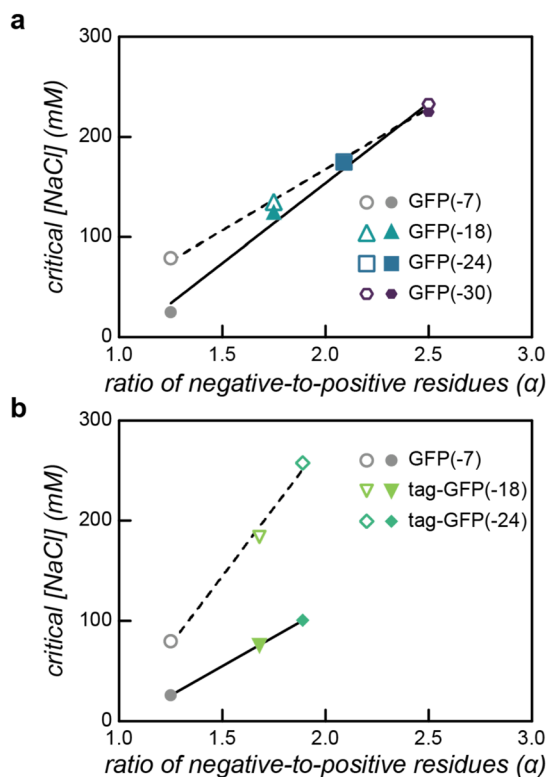 a
300
200
100
0
critical [NaCl] (mM)
GFP(-7)
GFP(-18)
GFP(-24)
GFP(-30)
1.0 1.5 2.0 2.5 3.0
ratio of negative-to-positive residues (α)
b
300
200
100
0
critical [NaCl] (mM)
GFP(-7)
tag-GFP(-18)
tag-GFP(-24)
1.0 1.5 2.0 2.5 3.0
ratio of negative-to-positive residues (α)